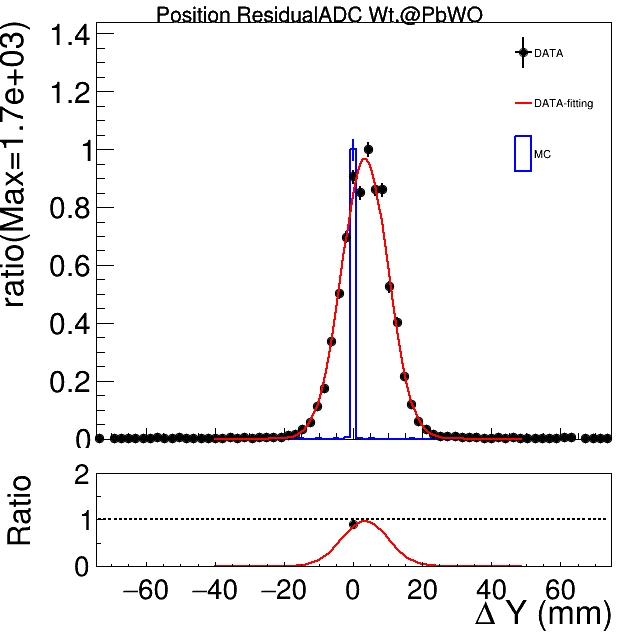 Position ResidualADC Wt.@PbWO
ratio(Max=1.7e+03)
1.4
1.2
1
0.8
0.6
0.4
0.2
0
DATA
DATA-fitting
MC
Ratio
2
1
0
−60 −40 −20 0 20 40 60
Δ Y (mm)